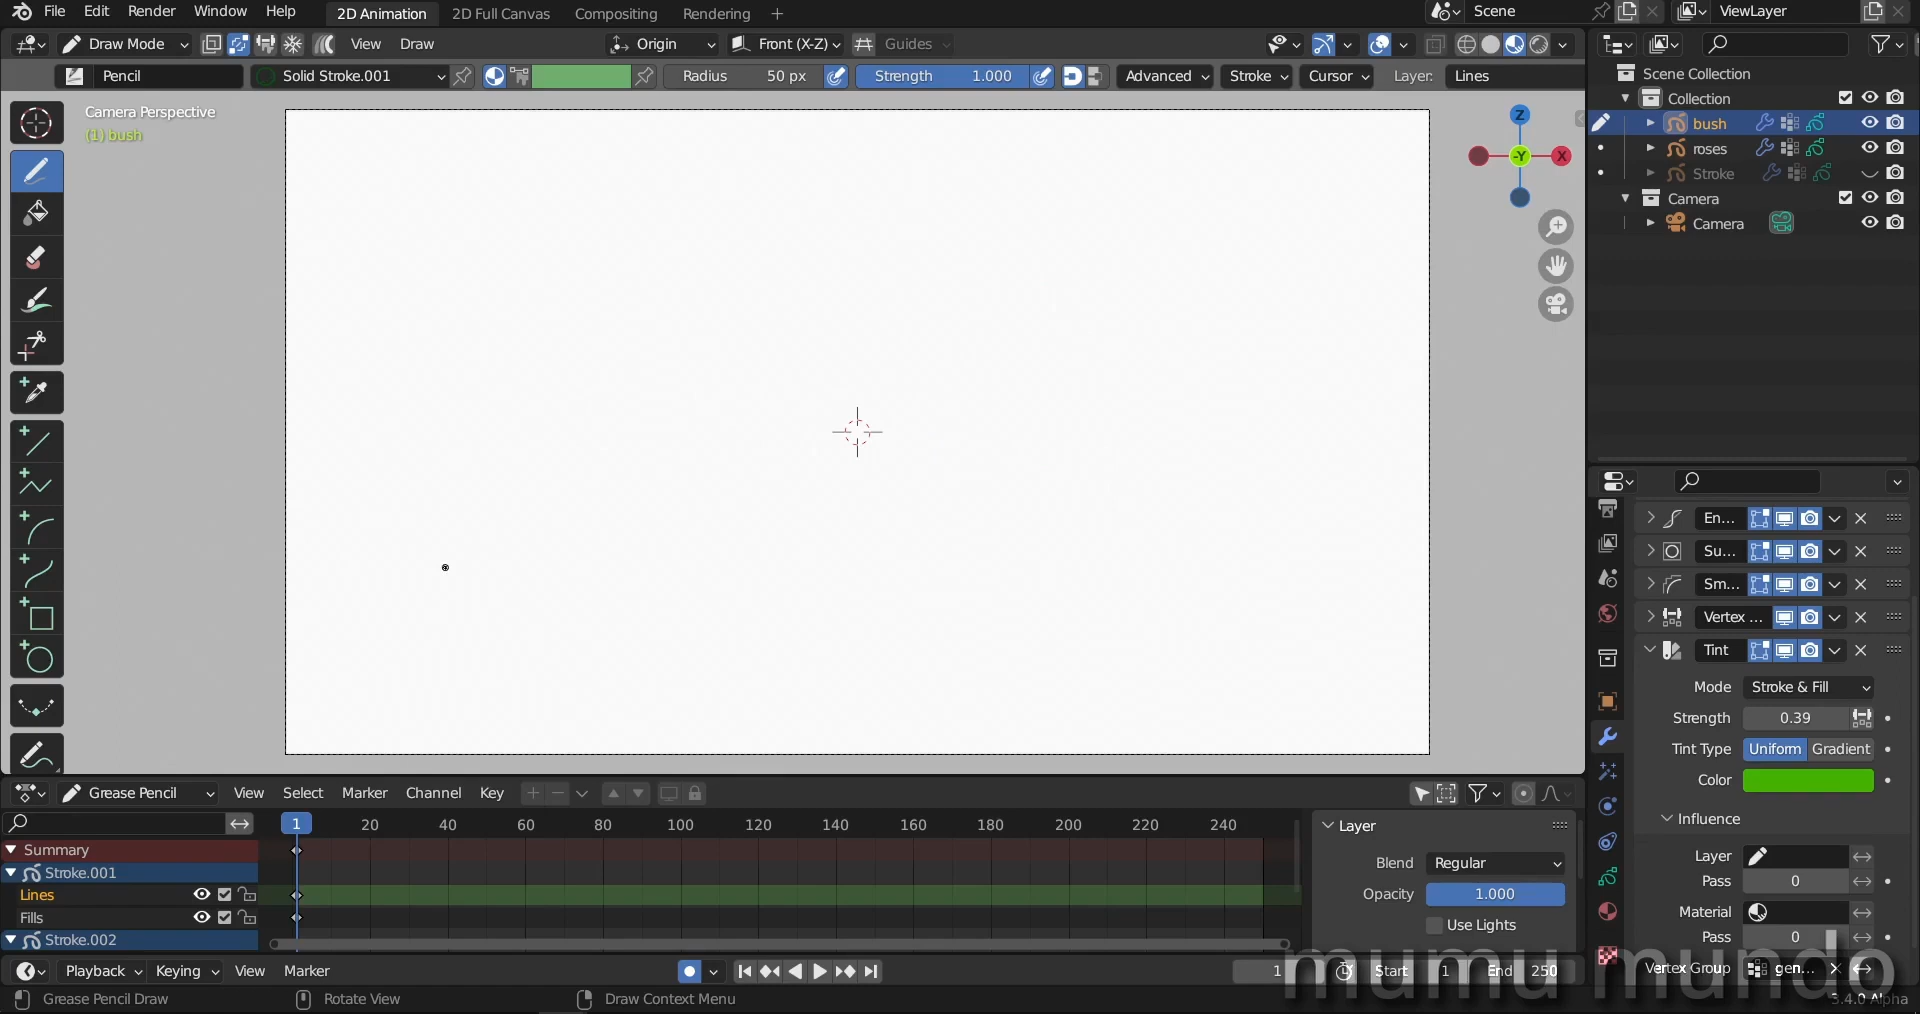 File Edit Render Window Help 2D Animation 2D Full Canvas Compositing Rendering + Scene ViewLayer
Draw Mode View Draw Origin Front (X-Z) Guides
Pencil Solid Stroke.001 Radius 50 px Strength 1.000 Advanced Stroke Cursor Layer: Lines
Camera Perspective
(1) bush
Z
-Y X
Scene Collection
Collection
bush
roses
Stroke
Camera
Camera
En...
Su...
Sm...
Vertex ...
Tint
Mode Stroke & Fill
Strength 0.39
Tint Type Uniform Gradient
Color
Influence
Layer
Pass 0
Material
Pass 0
Vertex Group gen...
Grease Pencil View Select Marker Channel Key
1 20 40 60 80 100 120 140 160 180 200 220 240
Summary
Stroke.001
Lines
Fills
Stroke.002
Layer
Blend Regular
Opacity 1.000
Use Lights
Playback Keying View Marker 1 Start 1 End 250
Grease Pencil Draw Rotate View Draw Context Menu 3.4.0 Alpha
mumu mundo